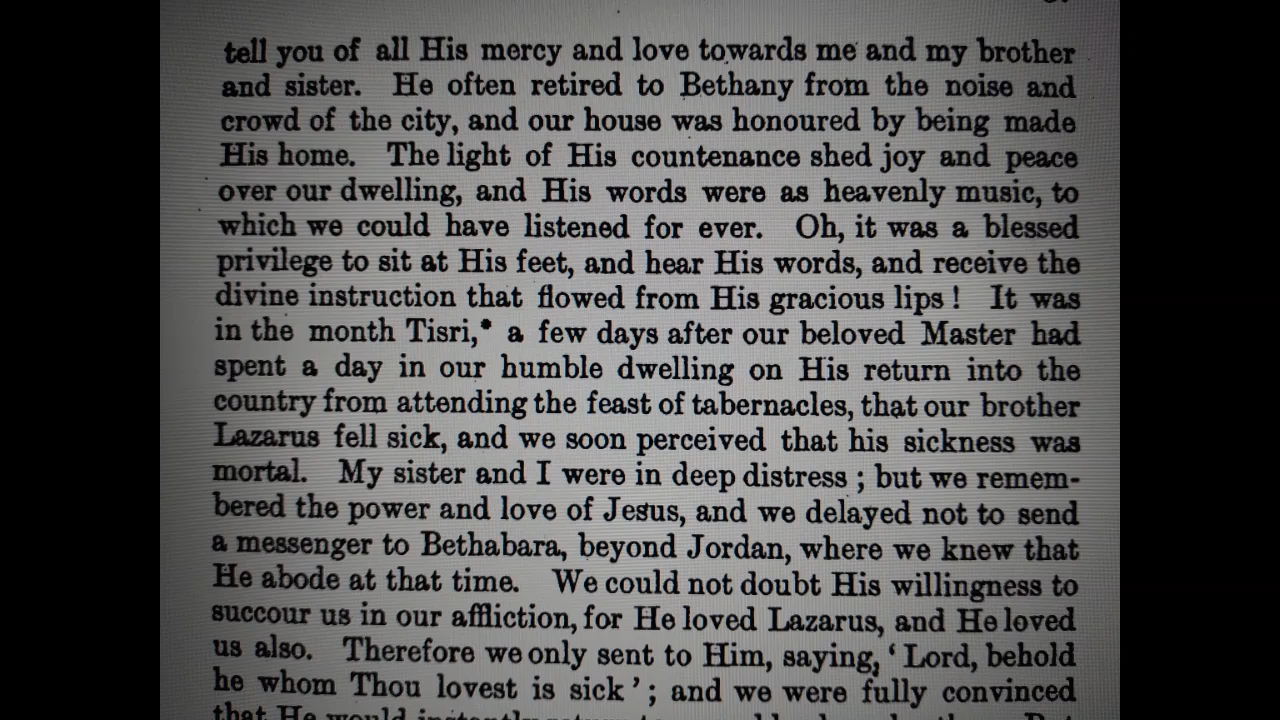 tell you of all His mercy and love towards me and my brother
and sister. He often retired to Bethany from the noise and
crowd of the city, and our house was honoured by being made
His home. The light of His countenance shed joy and peace
over our dwelling, and His words were as heavenly music, to
which we could have listened for ever. Oh, it was a blessed
privilege to sit at His feet, and hear His words, and receive the
divine instruction that flowed from His gracious lips! It was
in the month Tisri,* a few days after our beloved Master had
spent a day in our humble dwelling on His return into the
country from attending the feast of tabernacles, that our brother
Lazarus fell sick, and we soon perceived that his sickness was
mortal. My sister and I were in deep distress; but we remem-
bered the power and love of Jesus, and we delayed not to send
a messenger to Bethabara, beyond Jordan, where we knew that
He abode at that time. We could not doubt His willingness to
succour us in our affliction, for He loved Lazarus, and He loved
us also. Therefore we only sent to Him, saying, ‘Lord, behold
he whom Thou lovest is sick’; and we were fully convinced
that He would instantly return to